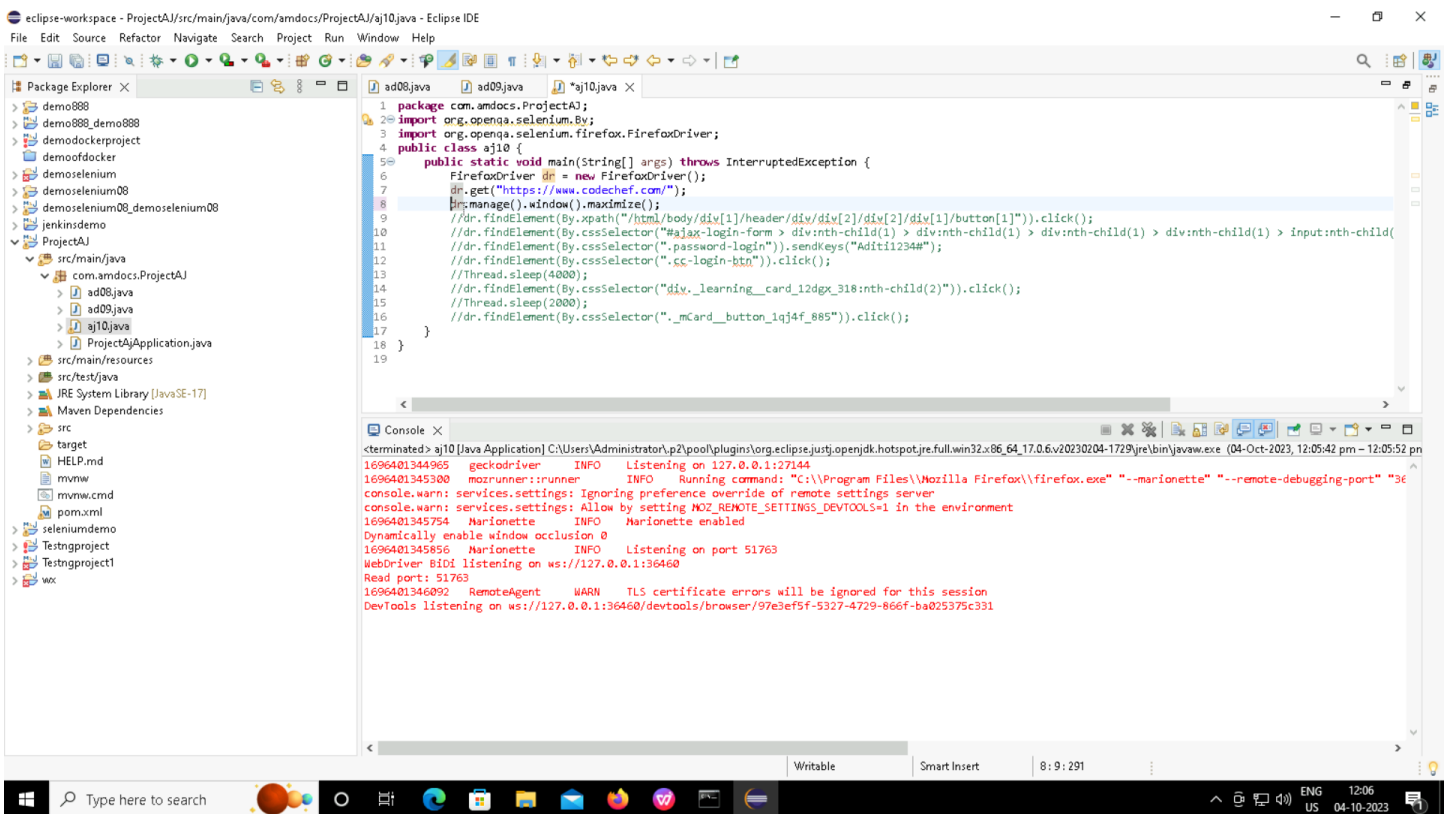 eclipse-workspace - ProjectAJ/src/main/java/com/amdocs/ProjectAJ/aj10.java - Eclipse IDE
File Edit Source Refactor Navigate Search Project Run Window Help
Package Explorer
demo888
demo888_demo888
demodockerproject
demoofdocker
demoselenium
demoselenium08
demoselenium08_demoselenium08
jenkinsdemo
ProjectAJ
src/main/java
com.amdocs.ProjectAJ
ad08.java
ad09.java
aj10.java
ProjectAjApplication.java
src/main/resources
src/test/java
JRE System Library [JavaSE-17]
Maven Dependencies
src
target
HELP.md
mvnw
mvnw.cmd
pom.xml
seleniumdemo
Testngproject
Testngproject1
wx
ad08.java ad09.java *aj10.java
1 package com.amdocs.ProjectAJ;
2 import org.openqa.selenium.By;
3 import org.openqa.selenium.firefox.FirefoxDriver;
4 public class aj10 {
5 public static void main(String[] args) throws InterruptedException {
6 FirefoxDriver dr = new FirefoxDriver();
7 dr.get("https://www.codechef.com/");
8 dr.manage().window().maximize();
9 //dr.findElement(By.xpath("/html/body/div[1]/header/div/div[2]/div[2]/div[1]/button[1]")).click();
10 //dr.findElement(By.cssSelector("#ajax-login-form > div:nth-child(1) > div:nth-child(1) > div:nth-child(1) > div:nth-child(1) > input:nth-child(
11 //dr.findElement(By.cssSelector(".password-login")).sendKeys("Aditi1234#");
12 //dr.findElement(By.cssSelector(".cc-login-btn")).click();
13 //Thread.sleep(4000);
14 //dr.findElement(By.cssSelector("div._learning__card_12dgx_318:nth-child(2)")).click();
15 //Thread.sleep(2000);
16 //dr.findElement(By.cssSelector("._mCard__button_1qj4f_885")).click();
17 }
18 }
19
Console
<terminated> aj10 [Java Application] C:\Users\Administrator\.p2\pool\plugins\org.eclipse.justj.openjdk.hotspot.jre.full.win32.x86_64_17.0.6.v20230204-1729\jre\bin\javaw.exe (04-Oct-2023, 12:05:42 pm – 12:05:52 pm
1696401344965 geckodriver INFO Listening on 127.0.0.1:27144
1696401345300 mozrunner::runner INFO Running command: "C:\\Program Files\\Mozilla Firefox\\firefox.exe" "--marionette" "--remote-debugging-port" "36
console.warn: services.settings: Ignoring preference override of remote settings server
console.warn: services.settings: Allow by setting MOZ_REMOTE_SETTINGS_DEVTOOLS=1 in the environment
1696401345754 Marionette INFO Marionette enabled
Dynamically enable window occlusion 0
1696401345856 Marionette INFO Listening on port 51763
WebDriver BiDi listening on ws://127.0.0.1:36460
Read port: 51763
1696401346092 RemoteAgent WARN TLS certificate errors will be ignored for this session
DevTools listening on ws://127.0.0.1:36460/devtools/browser/97e3ef5f-5327-4729-866f-ba025375c331
Writable Smart Insert 8 : 9 : 291
Type here to search
ENG 12:06
US 04-10-2023
1